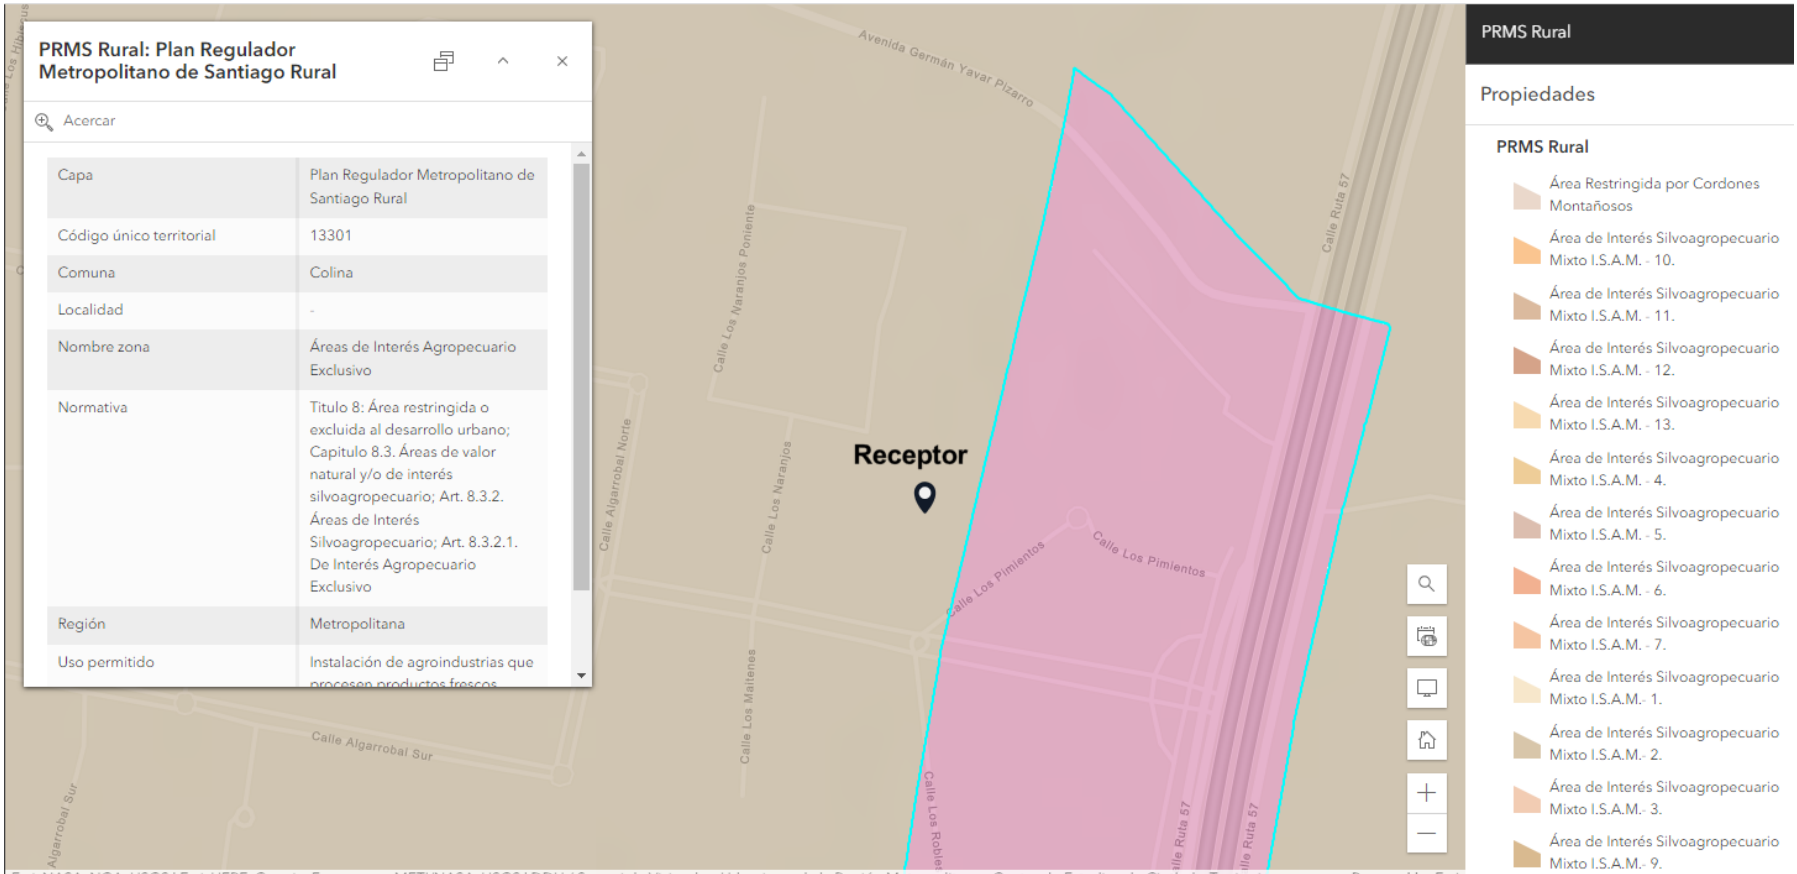 PRMS Rural: Plan Regulador
Metropolitano de Santiago Rural
Acercar
Capa
Plan Regulador Metropolitano de
Santiago Rural
Código único territorial
13301
Comuna
Colina
Localidad
-
Nombre zona
Áreas de Interés Agropecuario
Exclusivo
Normativa
Titulo 8: Área restringida o
excluida al desarrollo urbano;
Capitulo 8.3. Áreas de valor
natural y/o de interés
silvoagropecuario; Art. 8.3.2.
Áreas de Interés
Silvoagropecuario; Art. 8.3.2.1.
De Interés Agropecuario
Exclusivo
Región
Metropolitana
Uso permitido
Instalación de agroindustrias que
procesen productos frescos
Avenida Germán Yavar Pizarro
Calle Ruta 57
Calle Los Naranjos Poniente
Calle Los Naranjos
Calle Algarrobal Norte
Receptor
Calle Los Pimientos
Calle Los Pimientos
Calle Los Maitenes
Calle Algarrobal Sur
Algarrobal Sur
Calle Los Roble
lle Ruta 57
lle Ruta 57
PRMS Rural
Propiedades
PRMS Rural
Área Restringida por Cordones
Montañosos
Área de Interés Silvoagropecuario
Mixto I.S.A.M. - 10.
Área de Interés Silvoagropecuario
Mixto I.S.A.M. - 11.
Área de Interés Silvoagropecuario
Mixto I.S.A.M. - 12.
Área de Interés Silvoagropecuario
Mixto I.S.A.M. - 13.
Área de Interés Silvoagropecuario
Mixto I.S.A.M. - 4.
Área de Interés Silvoagropecuario
Mixto I.S.A.M. - 5.
Área de Interés Silvoagropecuario
Mixto I.S.A.M. - 6.
Área de Interés Silvoagropecuario
Mixto I.S.A.M. - 7.
Área de Interés Silvoagropecuario
Mixto I.S.A.M.- 1.
Área de Interés Silvoagropecuario
Mixto I.S.A.M.- 2.
Área de Interés Silvoagropecuario
Mixto I.S.A.M.- 3.
Área de Interés Silvoagropecuario
Mixto I.S.A.M.- 9.